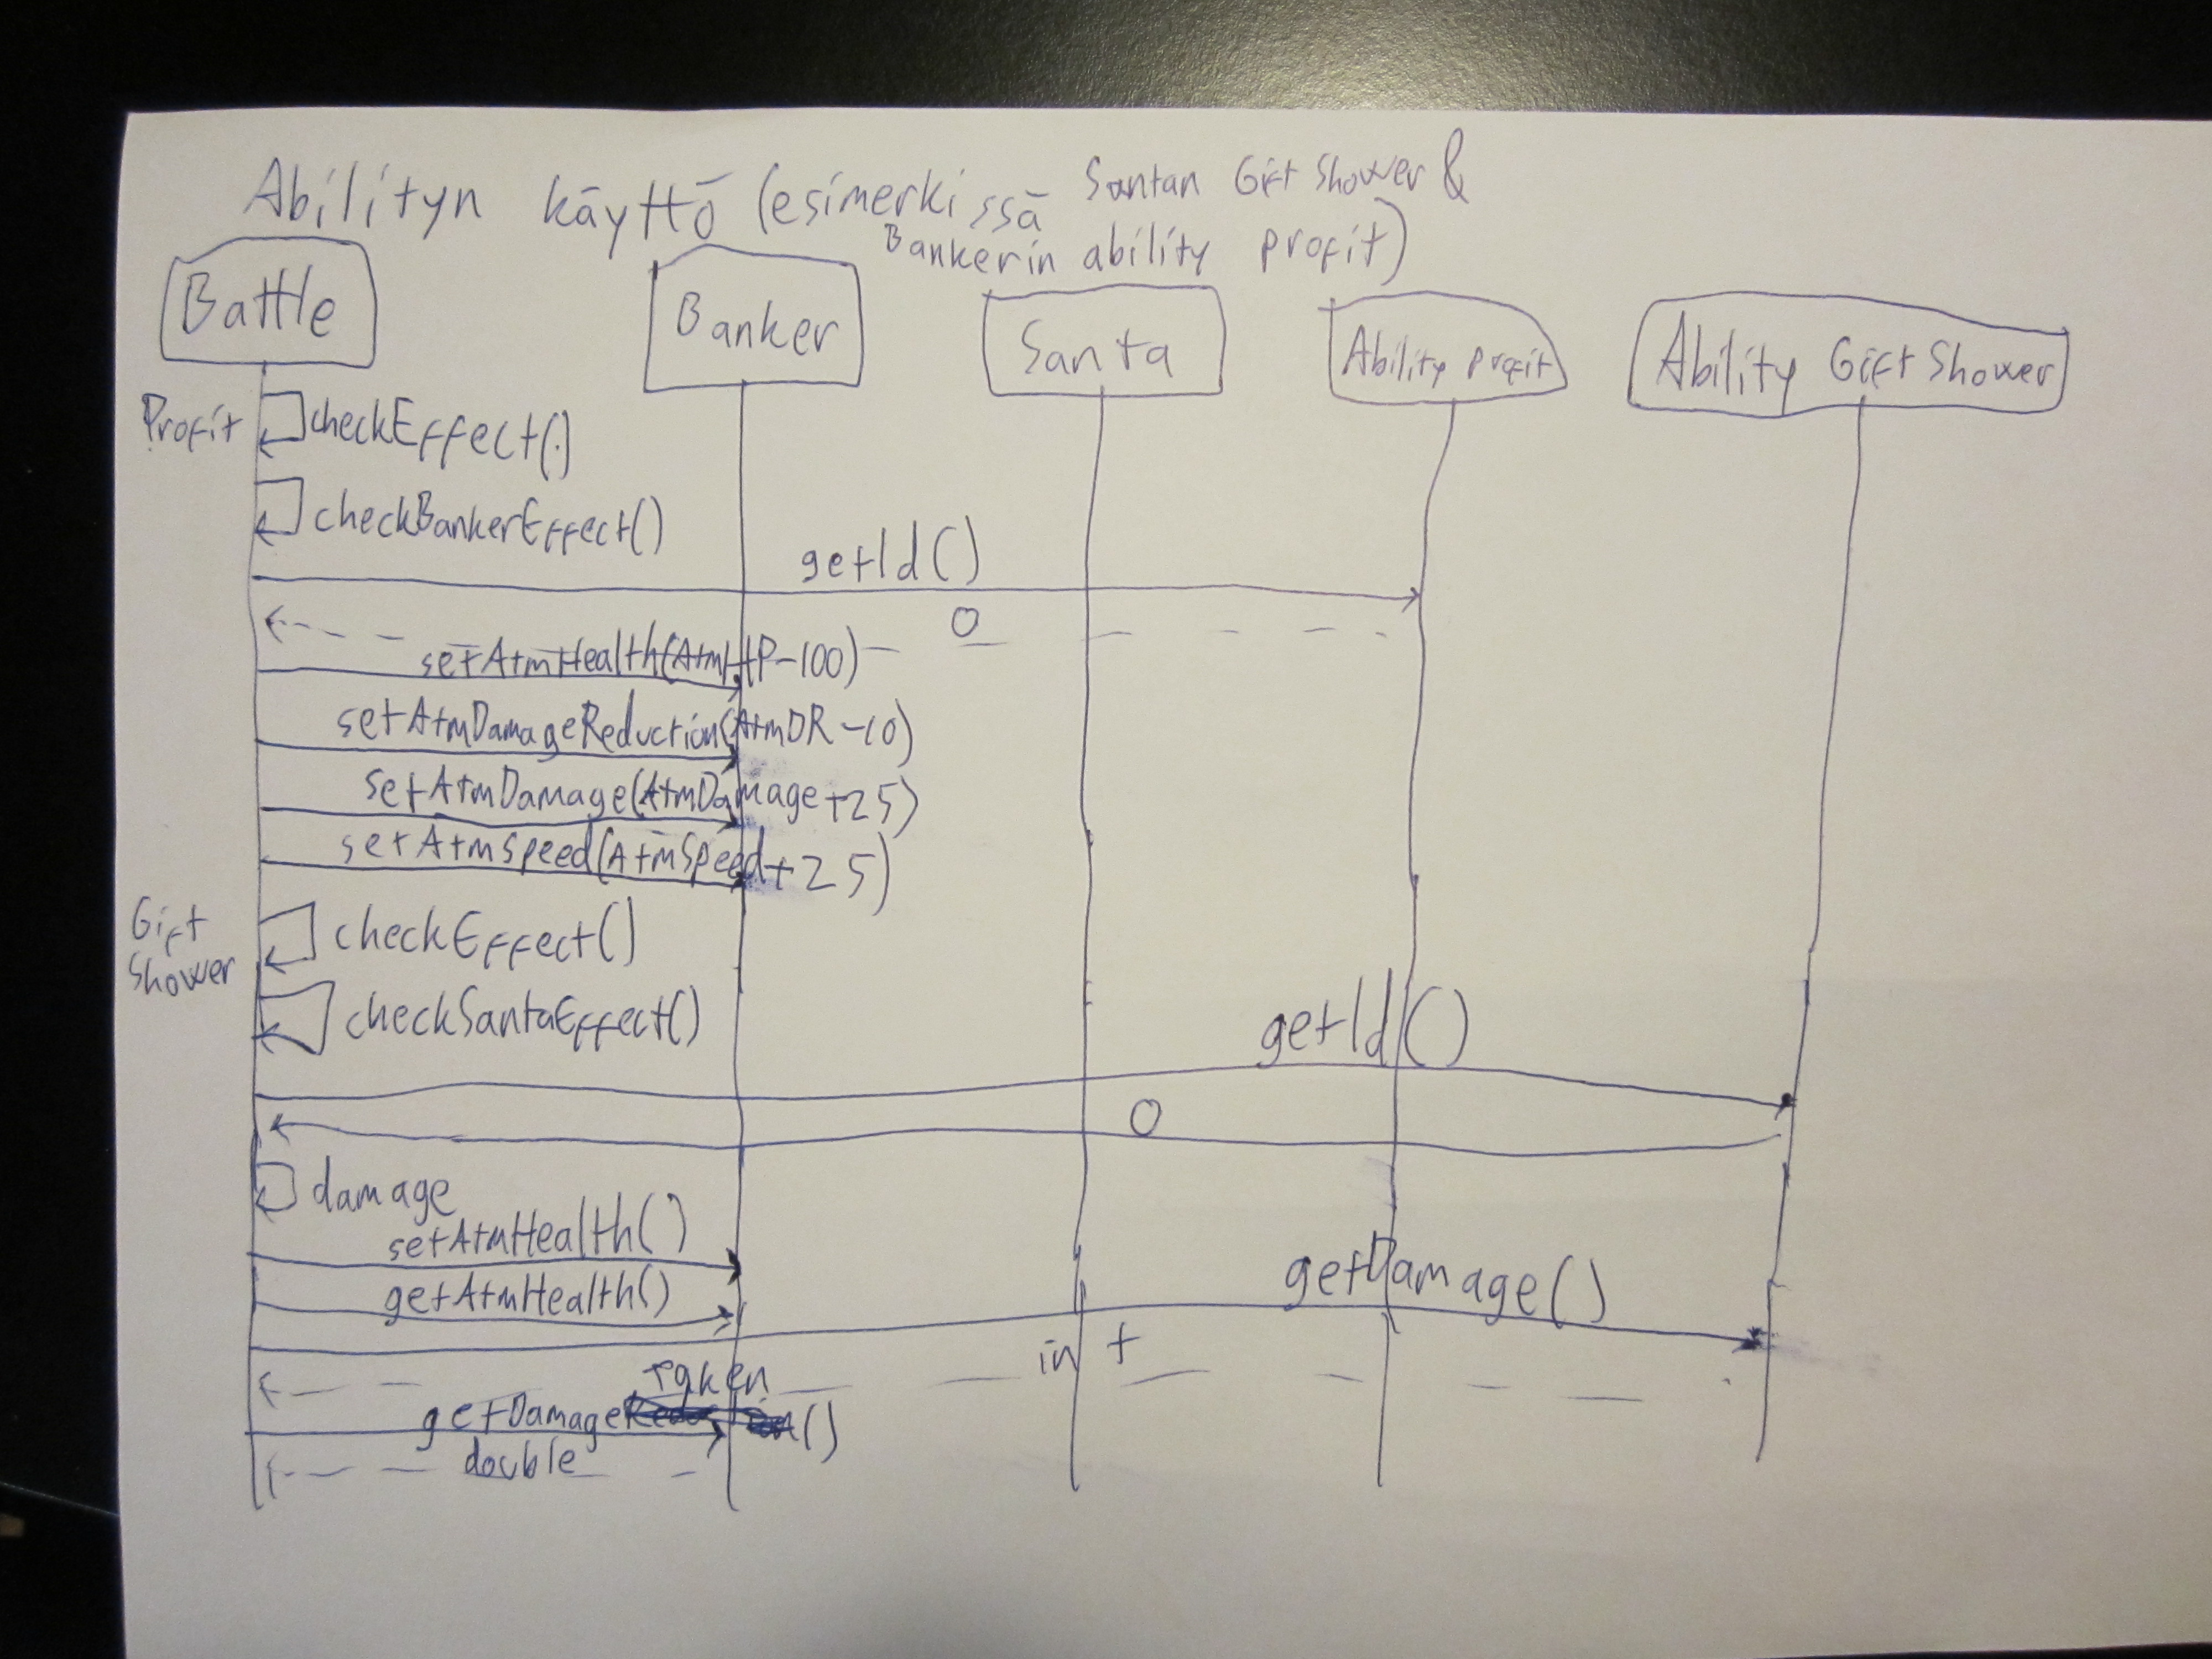 Abilityn käyttö (esimerkissä Santan Gift Shower &
Bankerin ability profit)
Battle
Banker
Santa
Ability profit
Ability Gift Shower
Profit
checkEffect()
checkBankerEffect()
getId()
0
setAtmHealth(AtmHP-100)
setAtmDamageReduction(AtmDR-10)
setAtmDamage(AtmDamage+25)
setAtmSpeed(AtmSpeed+25)
Gift
Shower
checkEffect()
checkSantaEffect()
getId()
0
damage
setAtmHealth()
getAtmHealth()
getDamage()
int
Taken
getDamage ()
double